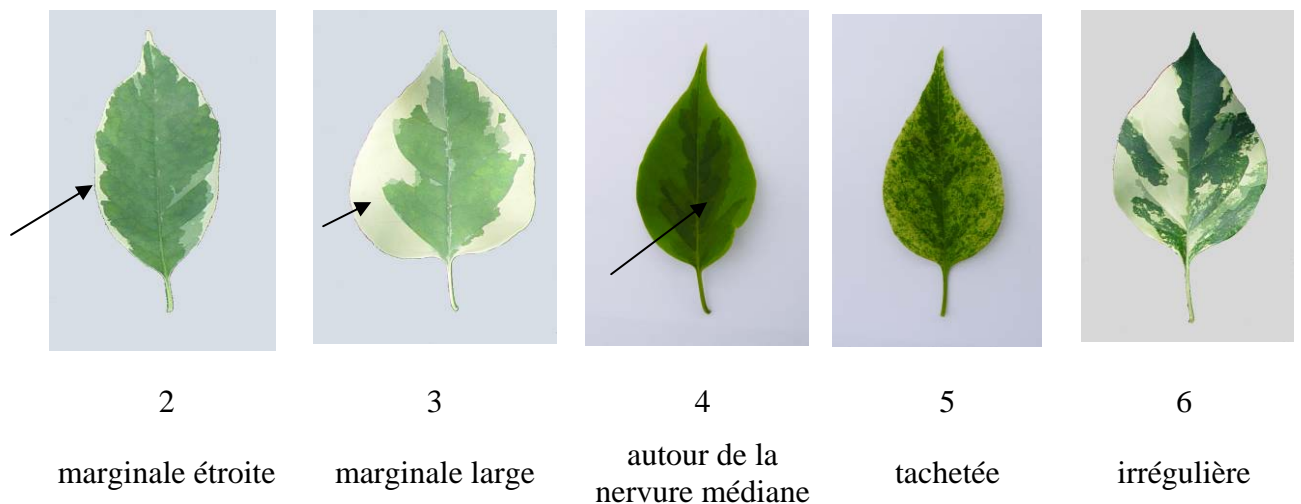 2
3
4
5
6
marginale étroite
marginale large
autour de la
nervure médiane
tachetée
irrégulière